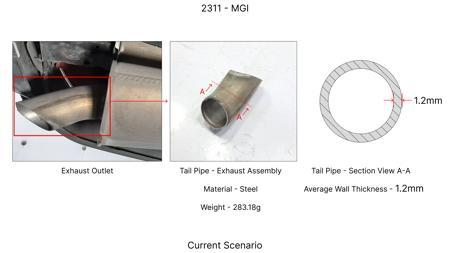 2311 - MGI
A
A
1.2mm
Exhaust Outlet
Tail Pipe - Exhaust Assembly
Material - Steel
Weight - 283.18g
Tail Pipe - Section View A-A
Average Wall Thickness - 1.2mm
Current Scenario